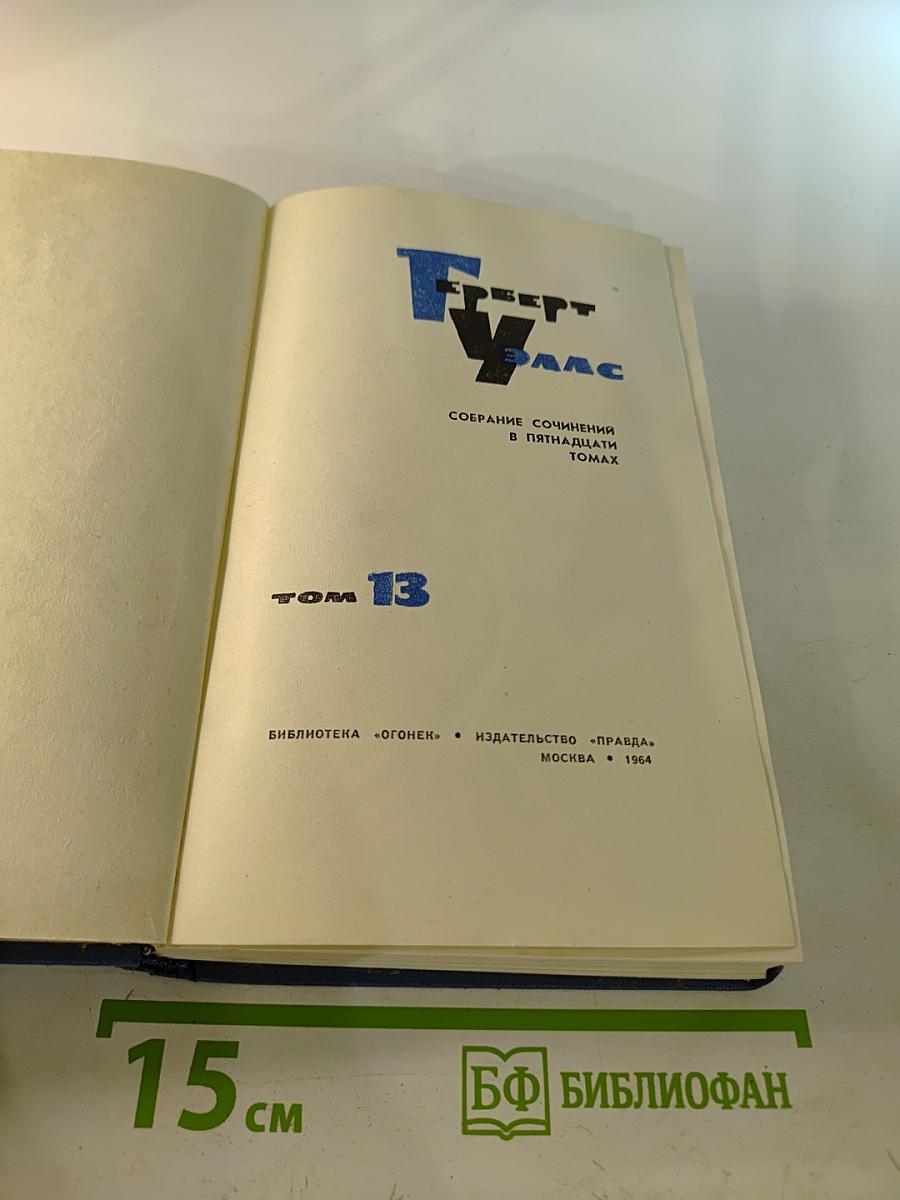 Герберт
Уэллс
СОБРАНИЕ СОЧИНЕНИЙ
В ПЯТНАДЦАТИ
ТОМАХ
ТОМ 13
БИБЛИОТЕКА «ОГОНЕК» • ИЗДАТЕЛЬСТВО «ПРАВДА»
МОСКВА • 1964
15 СМ
БФ БИБЛИОФАН